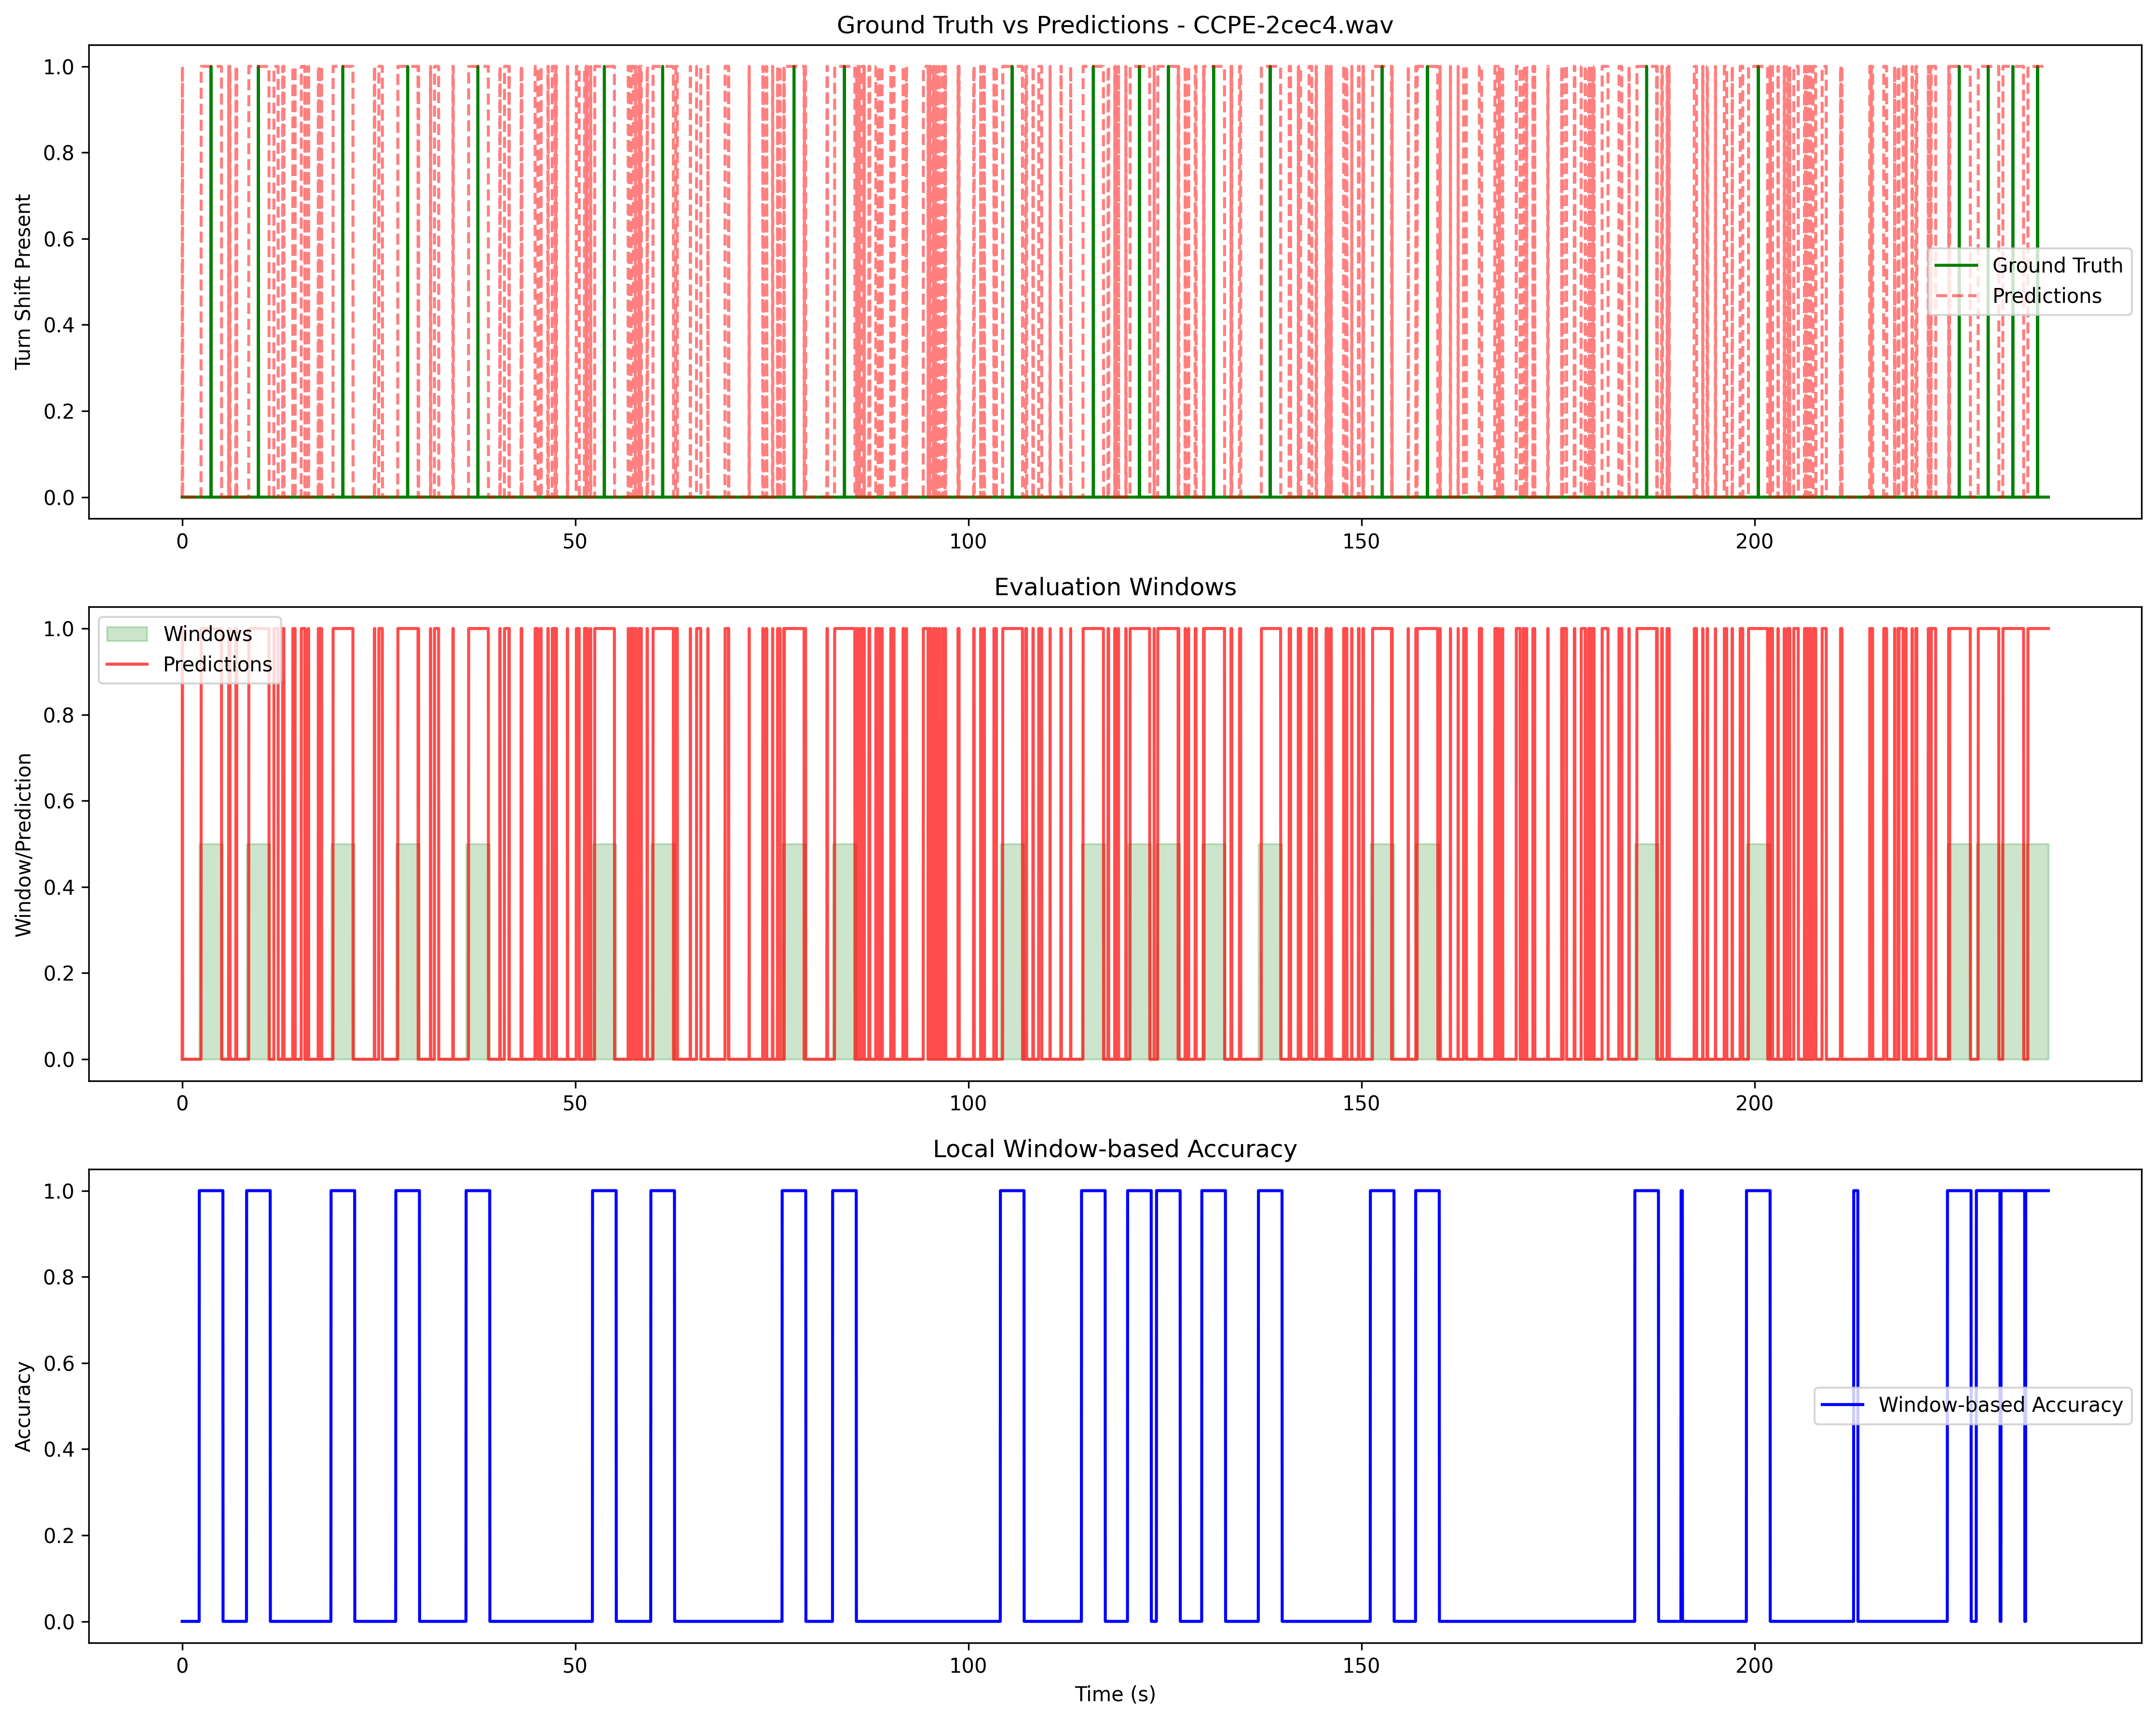 Ground Truth vs Predictions - CCPE-2cec4.wav
Turn Shift Present
1.0
0.8
0.6
0.4
0.2
0.0
Ground Truth
Predictions
0 50 100 150 200
Evaluation Windows
Window/Prediction
1.0
0.8
0.6
0.4
0.2
0.0
Windows
Predictions
0 50 100 150 200
Local Window-based Accuracy
Accuracy
1.0
0.8
0.6
0.4
0.2
0.0
Window-based Accuracy
0 50 100 150 200
Time (s)